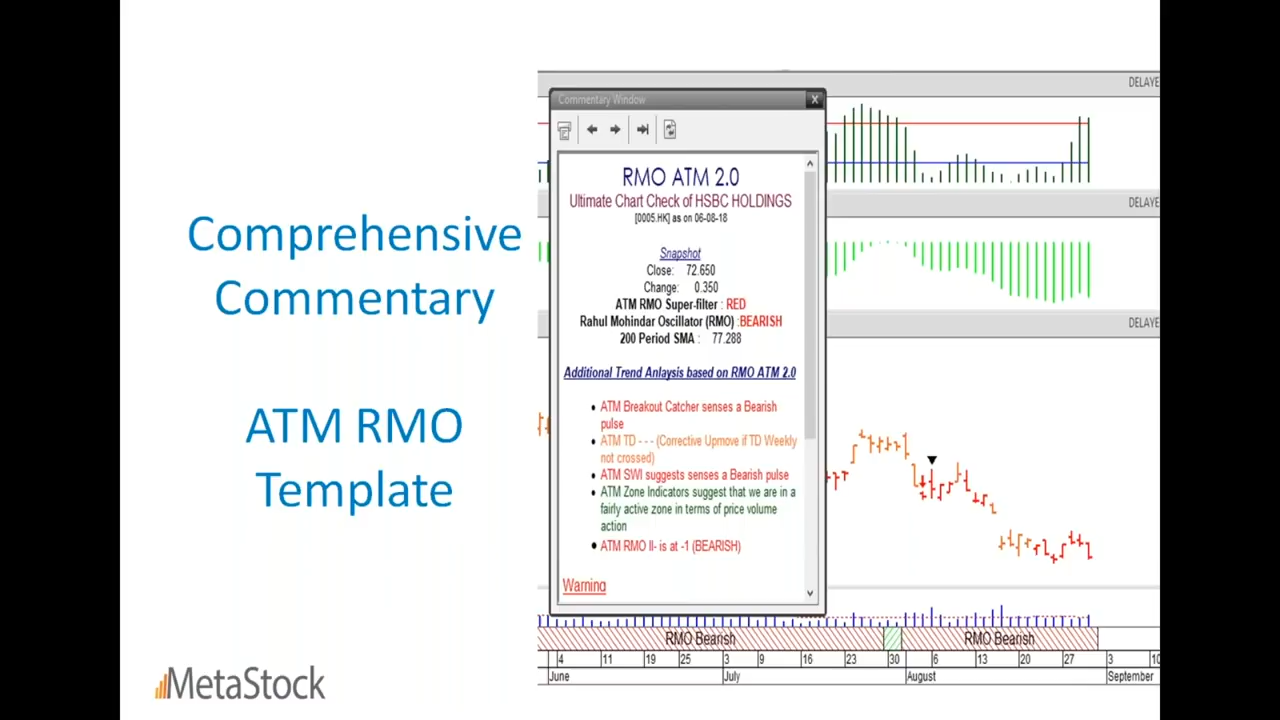 Comprehensive
Commentary
ATM RMO
Template
MetaStock
Commentary Window
X
RMO ATM 2.0
Ultimate Chart Check of HSBC HOLDINGS
[0005.HK] as on 06-08-18
Snapshot
Close: 72.650
Change: 0.350
ATM RMO Super-filter : RED
Rahul Mohindar Oscillator (RMO) :BEARISH
200 Period SMA : 77.288
Additional Trend Anlaysis based on RMO ATM 2.0
• ATM Breakout Catcher senses a Bearish
pulse
• ATM TD - - - (Corrective Upmove if TD Weekly
not crossed)
• ATM SWI suggests senses a Bearish pulse
• ATM Zone Indicators suggest that we are in a
fairly active zone in terms of price volume
action
• ATM RMO II- is at -1 (BEARISH)
Warning
DELAYE
DELAYE
DELAYE
RMO Bearish RMO Bearish
4 11 19 25 3 9 16 23 30 6 13 20 27 3 10
June July August September